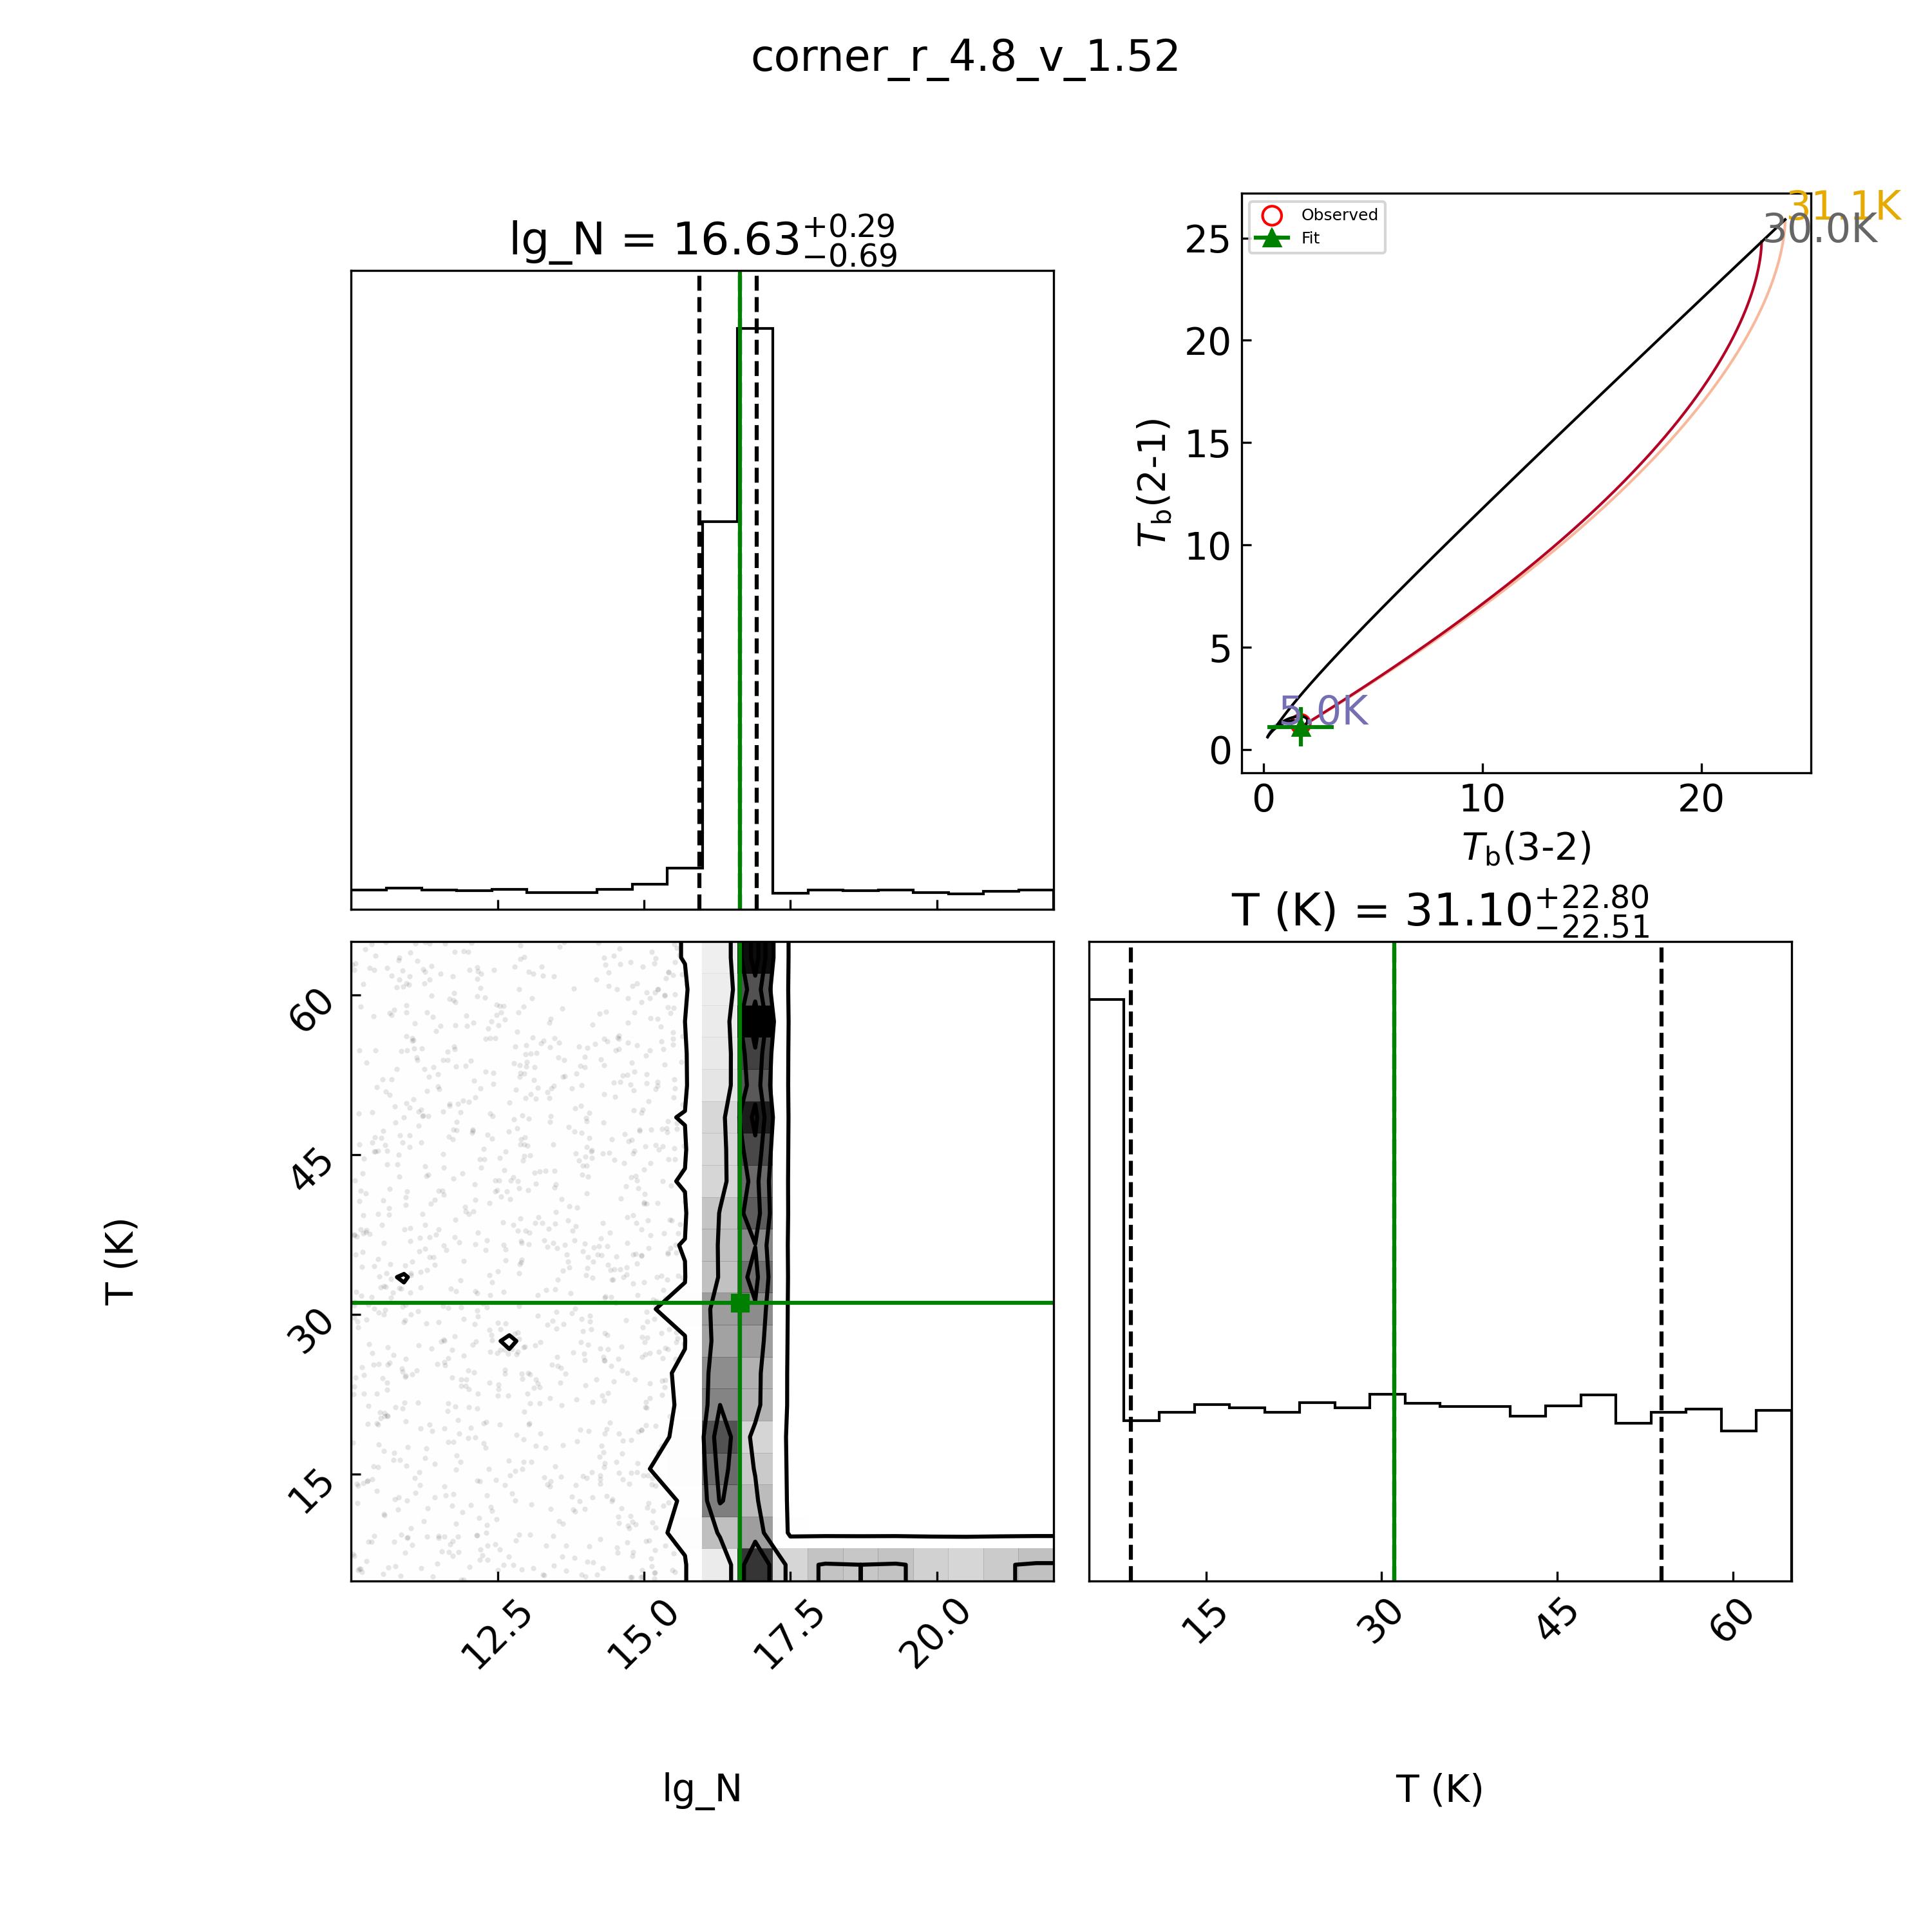 corner_r_4.8_v_1.52
lg_N = 16.63 +0.29 −0.69
31.1K
30.0K
Observed
Fit
25
20
15
10
5
0
T_b(2-1)
5.0K
0 10 20
T_b(3-2)
T (K) = 31.10 +22.80 −22.51
60
45
30
15
T (K)
12.5 15.0 17.5 20.0
lg_N
15 30 45 60
T (K)